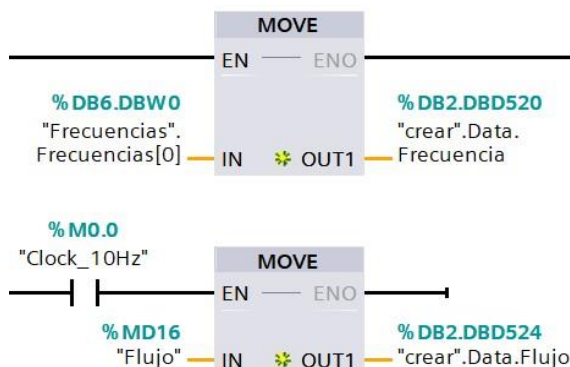 MOVE
EN ENO
%DB6.DBW0 %DB2.DBD520
"Frecuencias". "crear".Data.
Frecuencias[0] IN OUT1 Frecuencia
%M0.0
"Clock_10Hz" MOVE
EN ENO
%MD16 %DB2.DBD524
"Flujo" IN OUT1 "crear".Data.Flujo